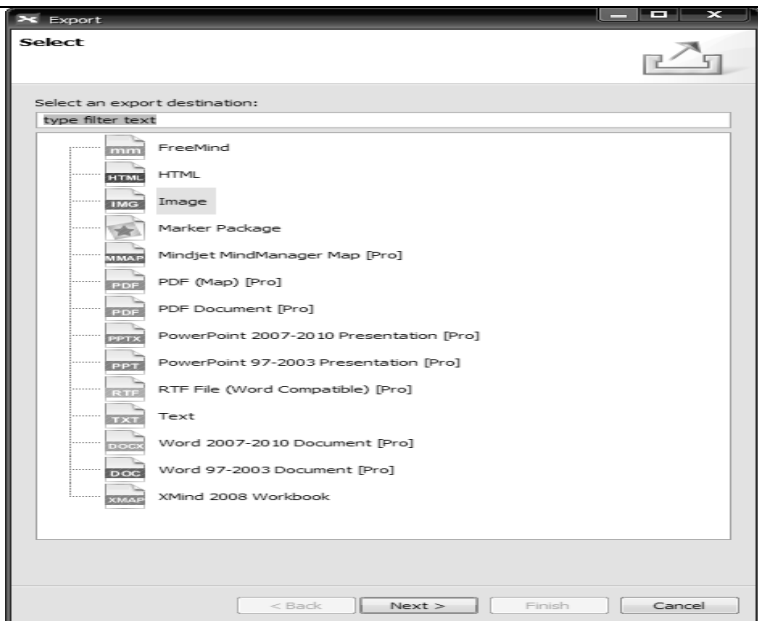 Export
Select
Select an export destination:
type filter text
mm FreeMind
HTML HTML
IMG Image
Marker Package
MMAP Mindjet MindManager Map [Pro]
PDF PDF (Map) [Pro]
PDF PDF Document [Pro]
PPTX PowerPoint 2007-2010 Presentation [Pro]
PPT PowerPoint 97-2003 Presentation [Pro]
RTF RTF File (Word Compatible) [Pro]
TXT Text
DOCX Word 2007-2010 Document [Pro]
DOC Word 97-2003 Document [Pro]
XMAP XMind 2008 Workbook
< Back Next > Finish Cancel